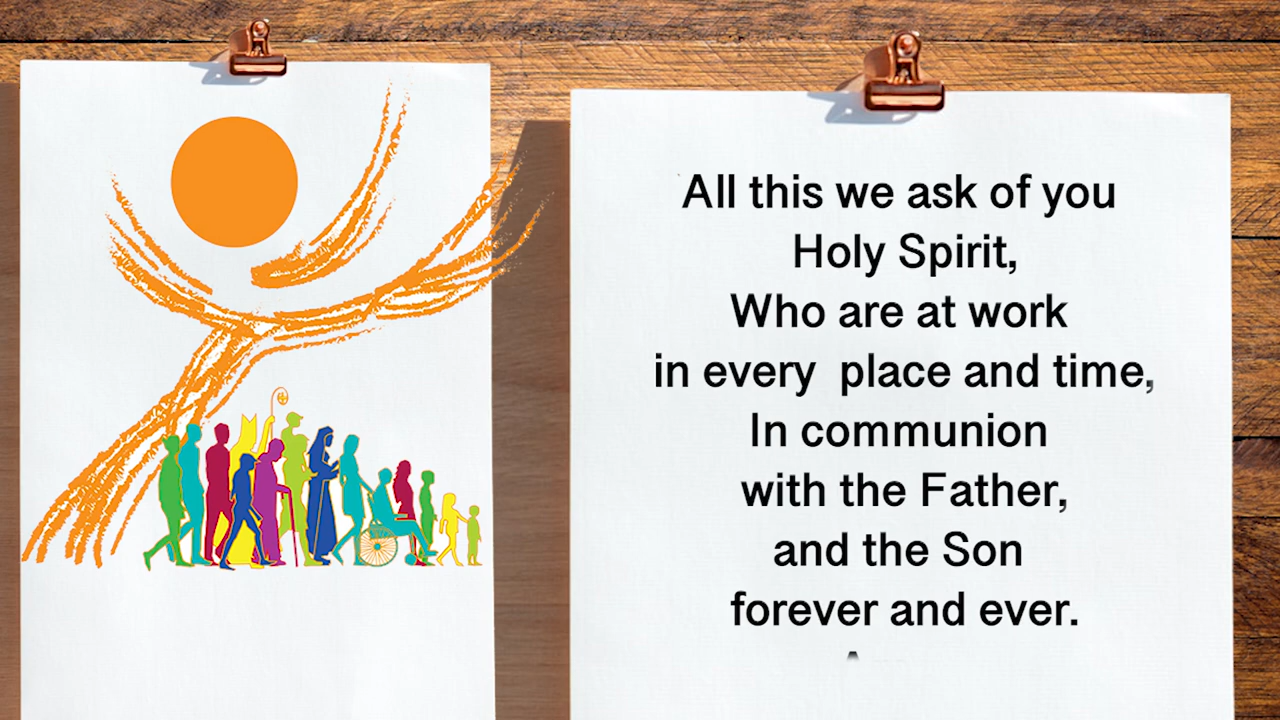 All this we ask of you
Holy Spirit,
Who are at work
in every  place and time,
In communion
with the Father,
and the Son
forever and ever.